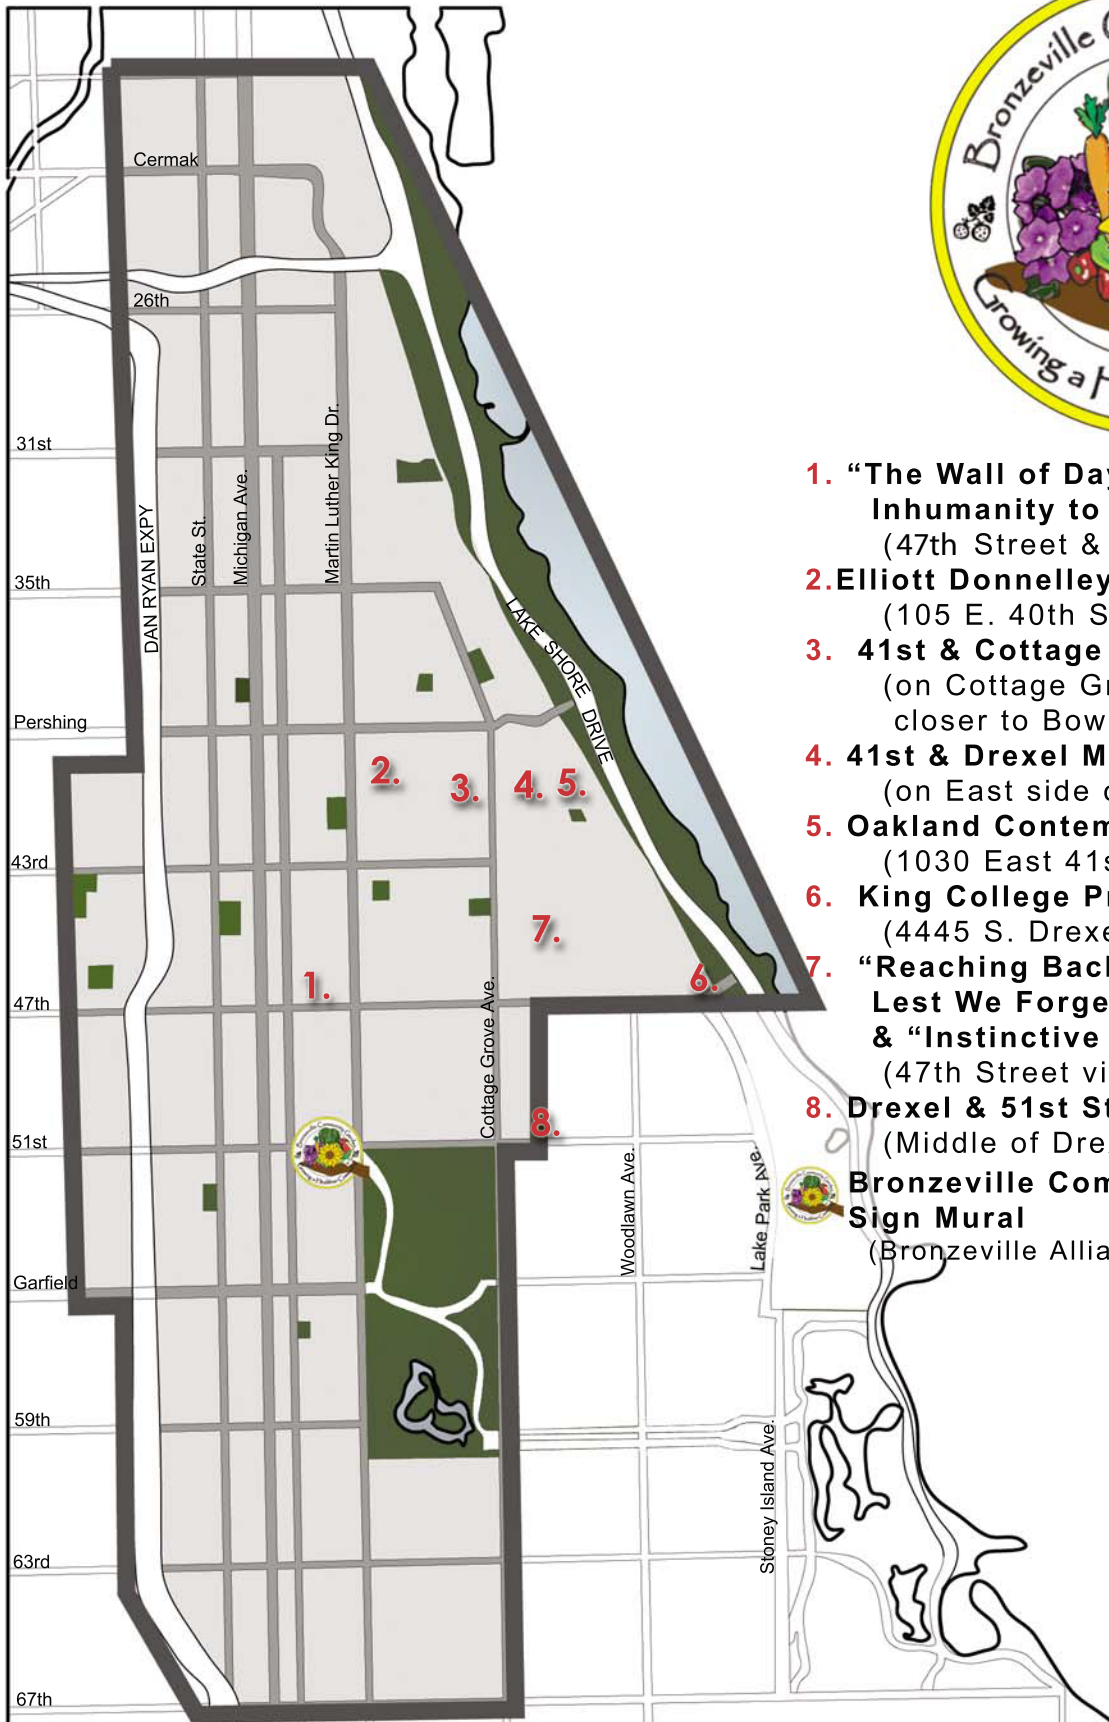 Bronzeville
Growing a H
Cermak
26th
31st
Martin Luther King Dr.
Michigan Ave.
State St.
DAN RYAN EXPY
35th
LAKE SHORE DRIVE
Pershing
2.
3.
4.
5.
43rd
7.
6.
1.
47th
Cottage Grove Ave.
8.
51st
Woodlawn Ave.
Lake Park Ave.
Garfield
59th
Stoney Island Ave.
63rd
67th
1. “The Wall of Day
Inhumanity to
(47th Street &
2.Elliott Donnelley
(105 E. 40th S
3. 41st & Cottage
(on Cottage Gr
closer to Bow
4. 41st & Drexel M
(on East side
5. Oakland Contem
(1030 East 41s
6. King College Pr
(4445 S. Drexe
7. “Reaching Back
Lest We Forge
& “Instinctive
(47th Street vi
8. Drexel & 51st St
(Middle of Drex
Bronzeville Com
Sign Mural
(Bronzeville Allia